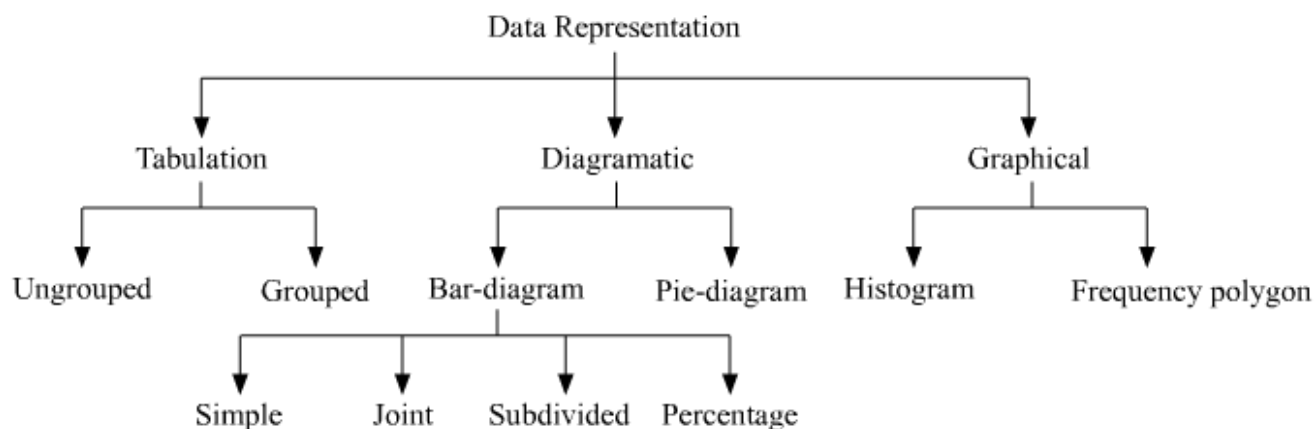 Data Representation
Tabulation
Diagramatic
Graphical
Ungrouped
Grouped
Bar-diagram
Pie-diagram
Histogram
Frequency polygon
Simple
Joint
Subdivided
Percentage